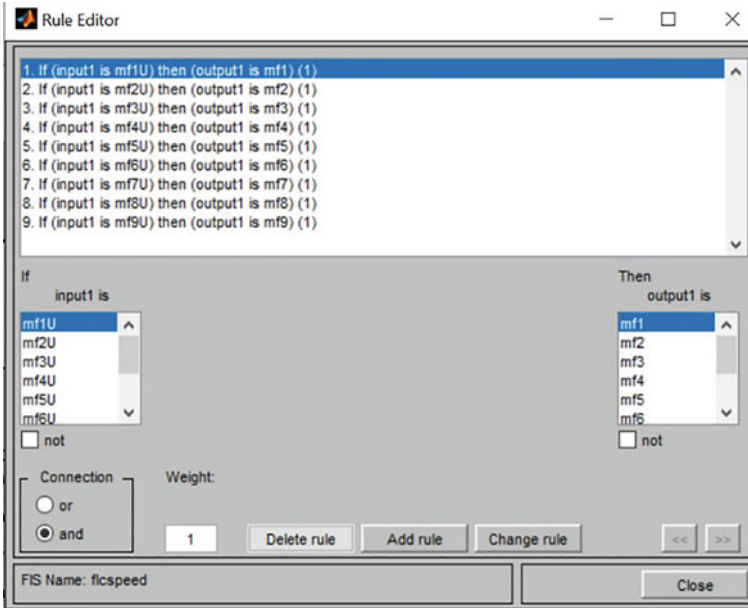 Rule Editor
1. If (input1 is mf1U) then (output1 is mf1) (1)
2. If (input1 is mf2U) then (output1 is mf2) (1)
3. If (input1 is mf3U) then (output1 is mf3) (1)
4. If (input1 is mf4U) then (output1 is mf4) (1)
5. If (input1 is mf5U) then (output1 is mf5) (1)
6. If (input1 is mf6U) then (output1 is mf6) (1)
7. If (input1 is mf7U) then (output1 is mf7) (1)
8. If (input1 is mf8U) then (output1 is mf8) (1)
9. If (input1 is mf9U) then (output1 is mf9) (1)
If
input1 is
mf1U
mf2U
mf3U
mf4U
mf5U
mf6U
not
Then
output1 is
mf1
mf2
mf3
mf4
mf5
mf6
not
Connection
or
and
Weight:
1
Delete rule
Add rule
Change rule
<<
>>
FIS Name: flcspeed
Close